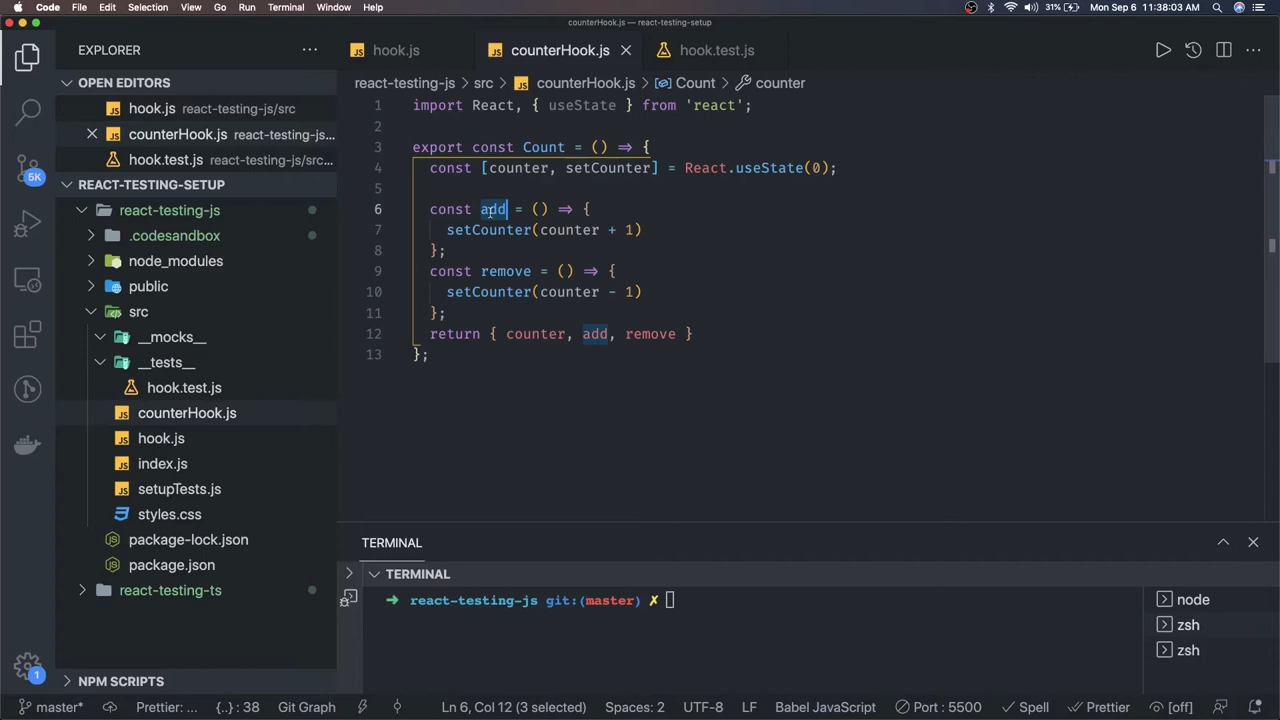 Code File Edit Selection View Go Run Terminal Window Help 31% Mon Sep 6 11:38:03 AM
counterHook.js — react-testing-setup
EXPLORER
hook.js
counterHook.js
hook.test.js
OPEN EDITORS
hook.js react-testing-js/src
counterHook.js react-testing-js...
hook.test.js react-testing-js/src...
REACT-TESTING-SETUP
react-testing-js
.codesandbox
node_modules
public
src
__mocks__
__tests__
hook.test.js
counterHook.js
hook.js
index.js
setupTests.js
styles.css
package-lock.json
package.json
react-testing-ts
NPM SCRIPTS
5K
1
react-testing-js > src > counterHook.js > Count > counter
1 import React, { useState } from 'react';
2
3 export const Count = () => {
4 const [counter, setCounter] = React.useState(0);
5
6 const add = () => {
7 setCounter(counter + 1)
8 };
9 const remove = () => {
10 setCounter(counter - 1)
11 };
12 return { counter, add, remove }
13 };
TERMINAL
TERMINAL
➜ react-testing-js git:(master) ✗
node
zsh
zsh
master* Prettier: ... {..} : 38 Git Graph Ln 6, Col 12 (3 selected) Spaces: 2 UTF-8 LF Babel JavaScript Port : 5500 Spell Prettier [off]